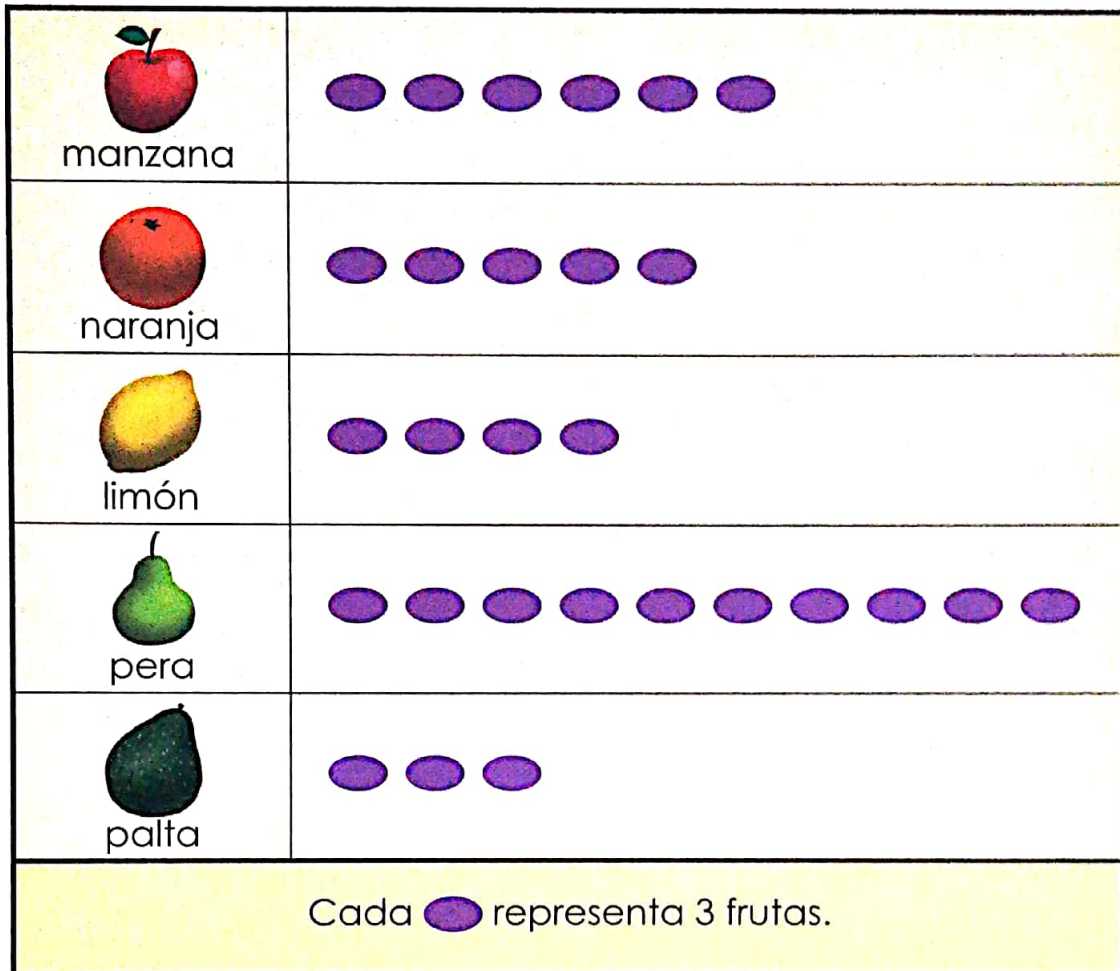 manzana
naranja
limón
pera
palta
Cada representa 3 frutas.